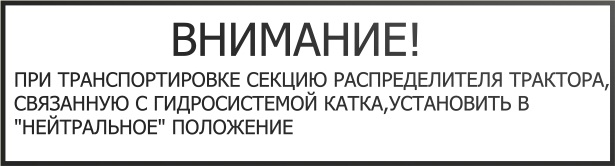 ВНИМАНИЕ!
ПРИ ТРАНСПОРТИРОВКЕ СЕКЦИЮ РАСПРЕДЕЛИТЕЛЯ ТРАКТОРА,
СВЯЗАННУЮ С ГИДРОСИСТЕМОЙ КАТКА,УСТАНОВИТЬ В
"НЕЙТРАЛЬНОЕ" ПОЛОЖЕНИЕ